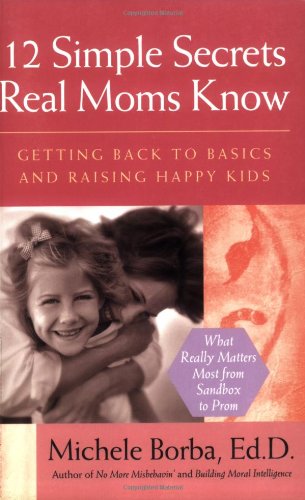 12 Simple Secrets
Real Moms Know
GETTING BACK TO BASICS
AND RAISING HAPPY KIDS
What
Really Matters
Most from
Sandbox
to Prom
Michele Borba, Ed.D.
Author of No More Misbehavin' and Building Moral Intelligence